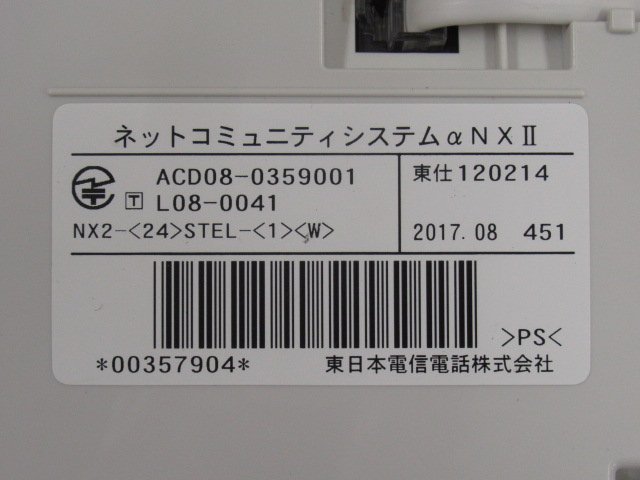 ネットコミュニティシステムαNXⅡ
ACD08-0359001
東仕120214
T L08-0041
NX2-<24>STEL-<1><W>
2017.08 451
>PS<
*00357904* 東日本電信電話株式会社